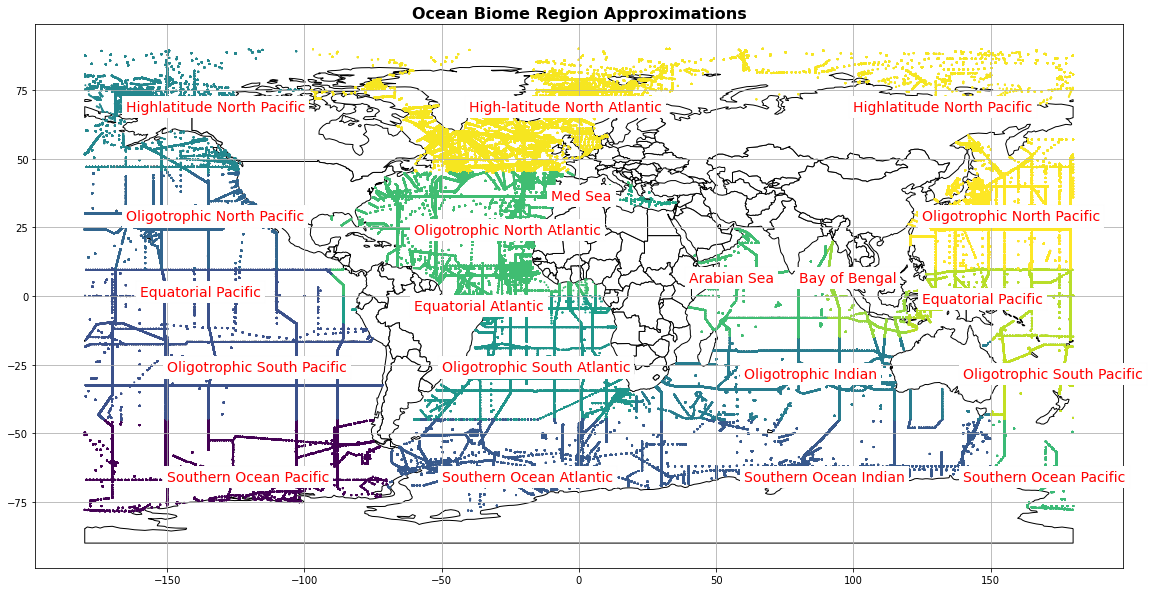 Ocean Biome Region Approximations
75
Highlatitude North Pacific
High-latitude North Atlantic
Highlatitude North Pacific
50
Med Sea
25
Oligotrophic North Pacific
Oligotrophic North Atlantic
Oligotrophic North Pacific
Arabian Sea
Bay of Bengal
0
Equatorial Pacific
Equatorial Atlantic
Equatorial Pacific
−25
Oligotrophic South Pacific
Oligotrophic South Atlantic
Oligotrophic Indian
Oligotrophic South Pacific
−50
Southern Ocean Pacific
Southern Ocean Atlantic
Southern Ocean Indian
Southern Ocean Pacific
−75
−150 −100 −50 0 50 100 150